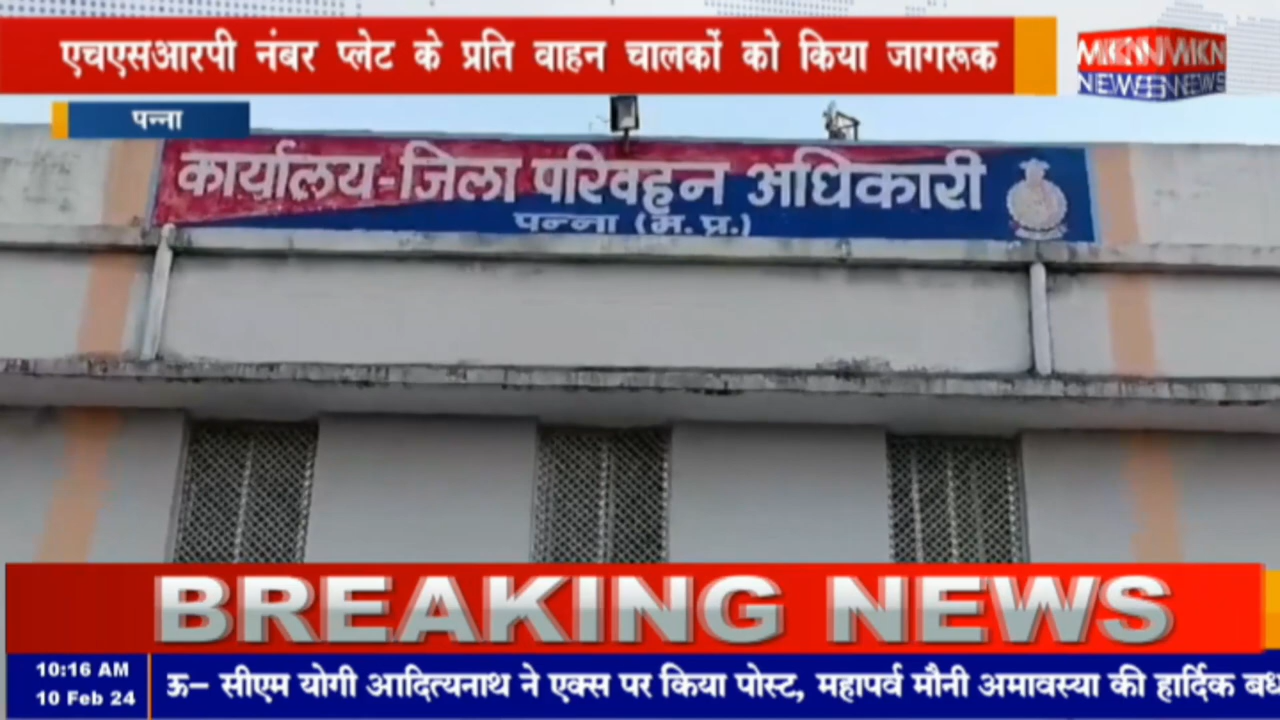 एचएसआरपी नंबर प्लेट के प्रति वाहन चालकों को किया जागरूक
MKN MKN
NEWS NEWS
पन्ना
कार्यालय-जिला परिवहन अधिकारी
पन्ना (म.प्र.)
BREAKING NEWS
10:16 AM
10 Feb 24
ऊ– सीएम योगी आदित्यनाथ ने एक्स पर किया पोस्ट, महापर्व मौनी अमावस्या की हार्दिक बध